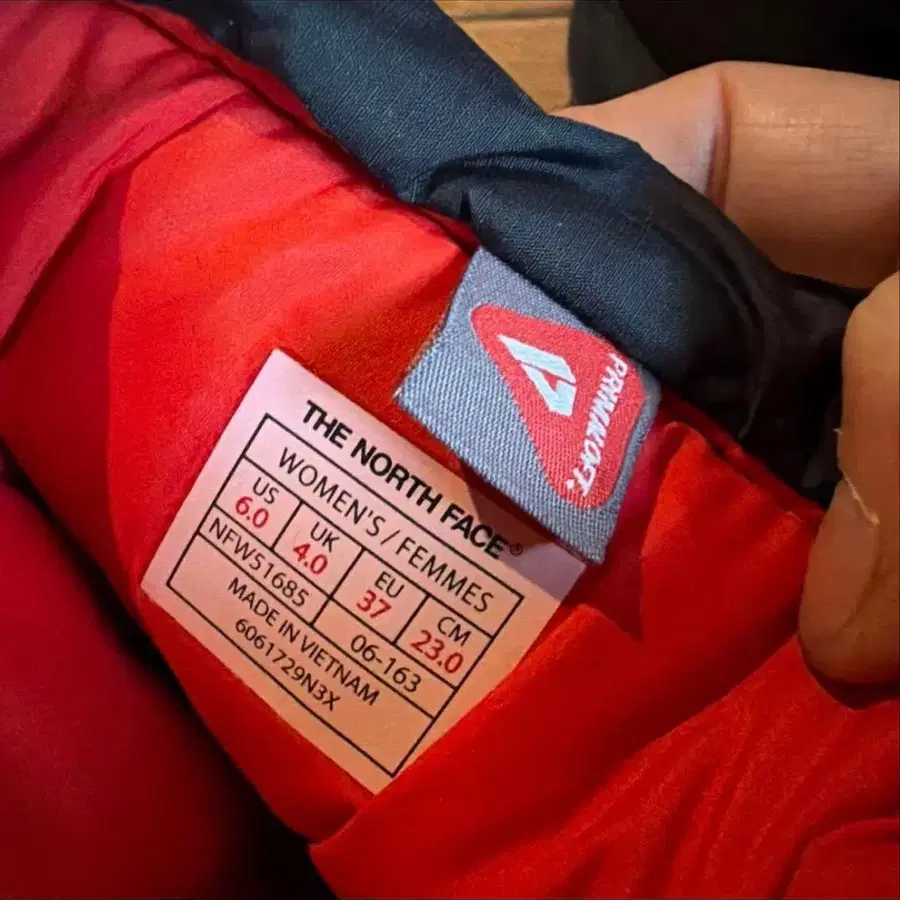 PRIMALOFT.
THE NORTH FACE®
WOMEN'S / FEMMES
US UK EU CM
6.0 4.0 37 23.0
NFW51685 06-163
MADE IN VIETNAM
6061729N3X